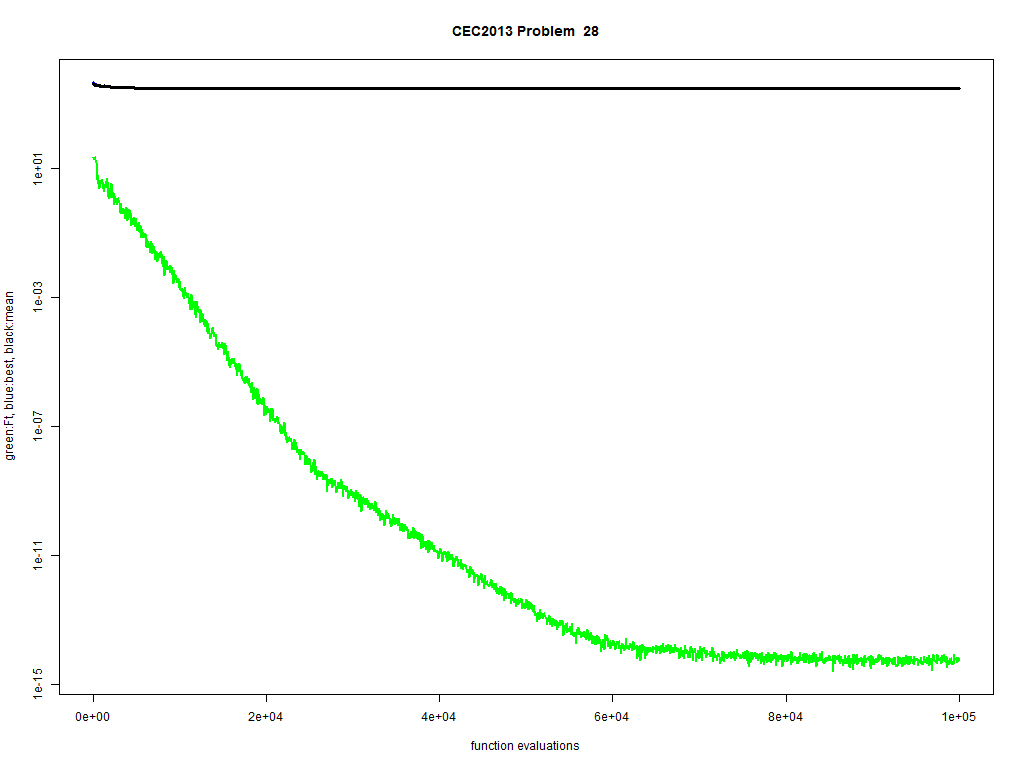 CEC2013 Problem  28
green:Ft, blue:best, black:mean
1e+01
1e-03
1e-07
1e-11
1e-15
0e+00
2e+04
4e+04
6e+04
8e+04
1e+05
function evaluations